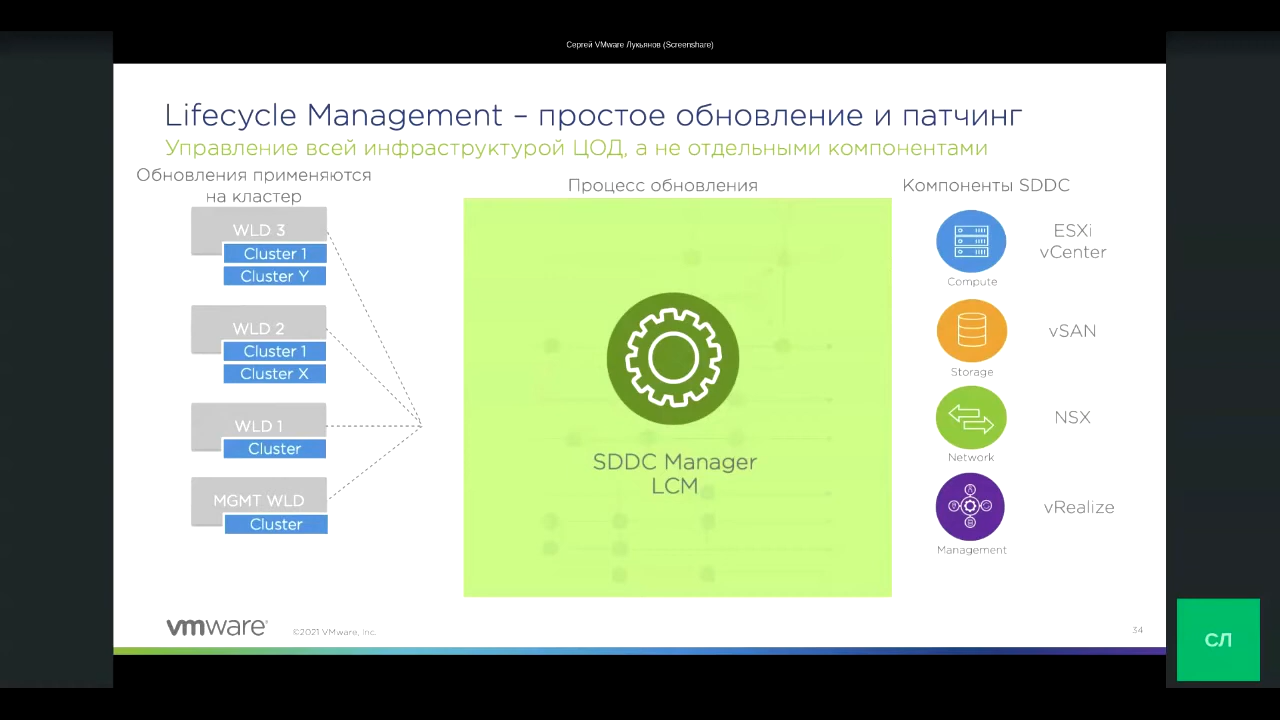 Сергей VMware Лукьянов (Screenshare)
Lifecycle Management – простое обновление и патчинг
Управление всей инфраструктурой ЦОД, а не отдельными компонентами
Обновления применяются
на кластер
WLD 3
Cluster 1
Cluster Y
WLD 2
Cluster 1
Cluster X
WLD 1
Cluster
MGMT WLD
Cluster
Процесс обновления
SDDC Manager
LCM
Компоненты SDDC
Compute
ESXi
vCenter
Storage
vSAN
Network
NSX
Management
vRealize
vmware®
©2021 VMware, Inc.
34
СЛ